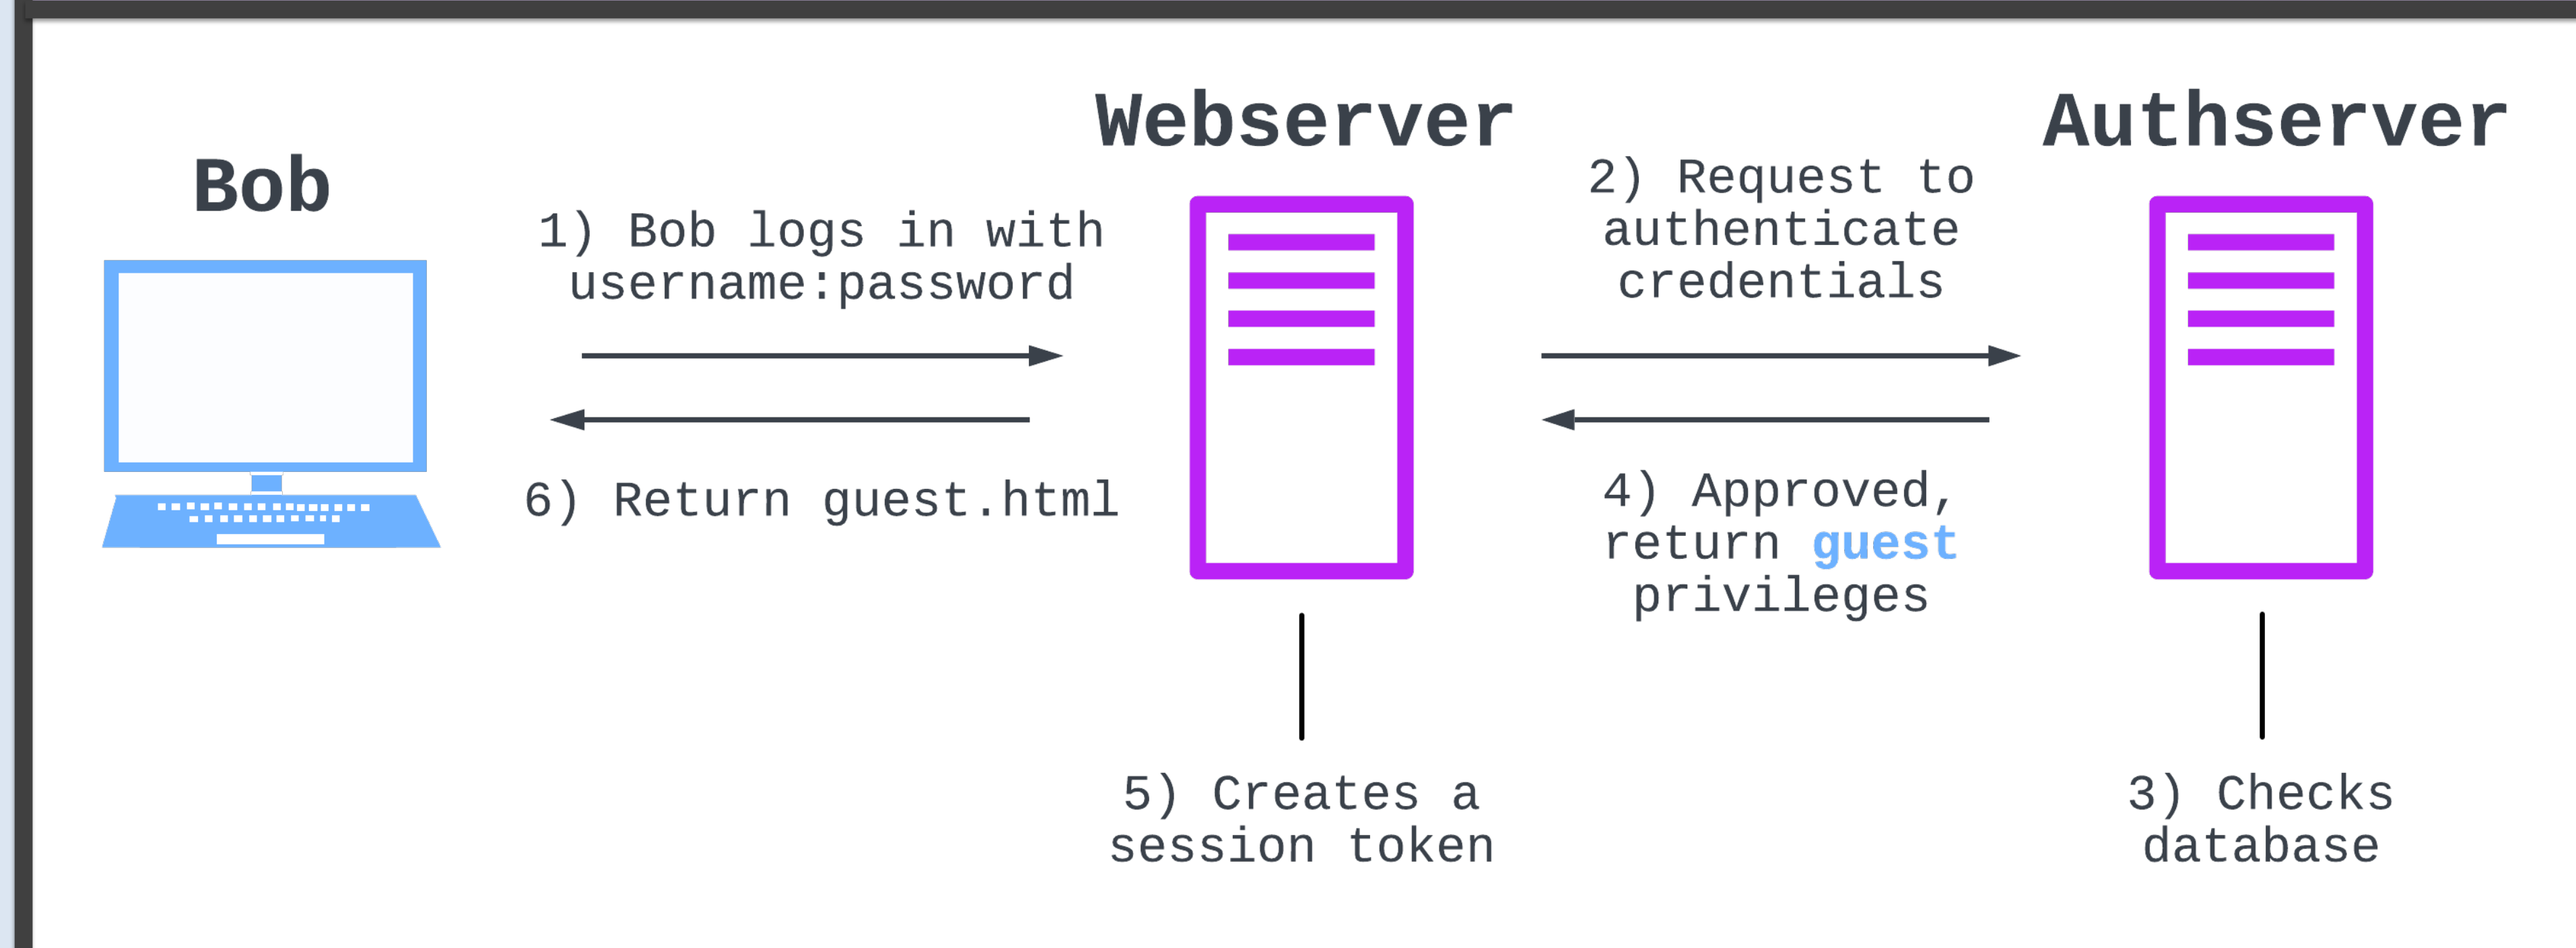 Bob
1) Bob logs in with
username:password
6) Return guest.html
Webserver
5) Creates a
session token
2) Request to
authenticate
credentials
4) Approved,
return guest
privileges
Authserver
3) Checks
database